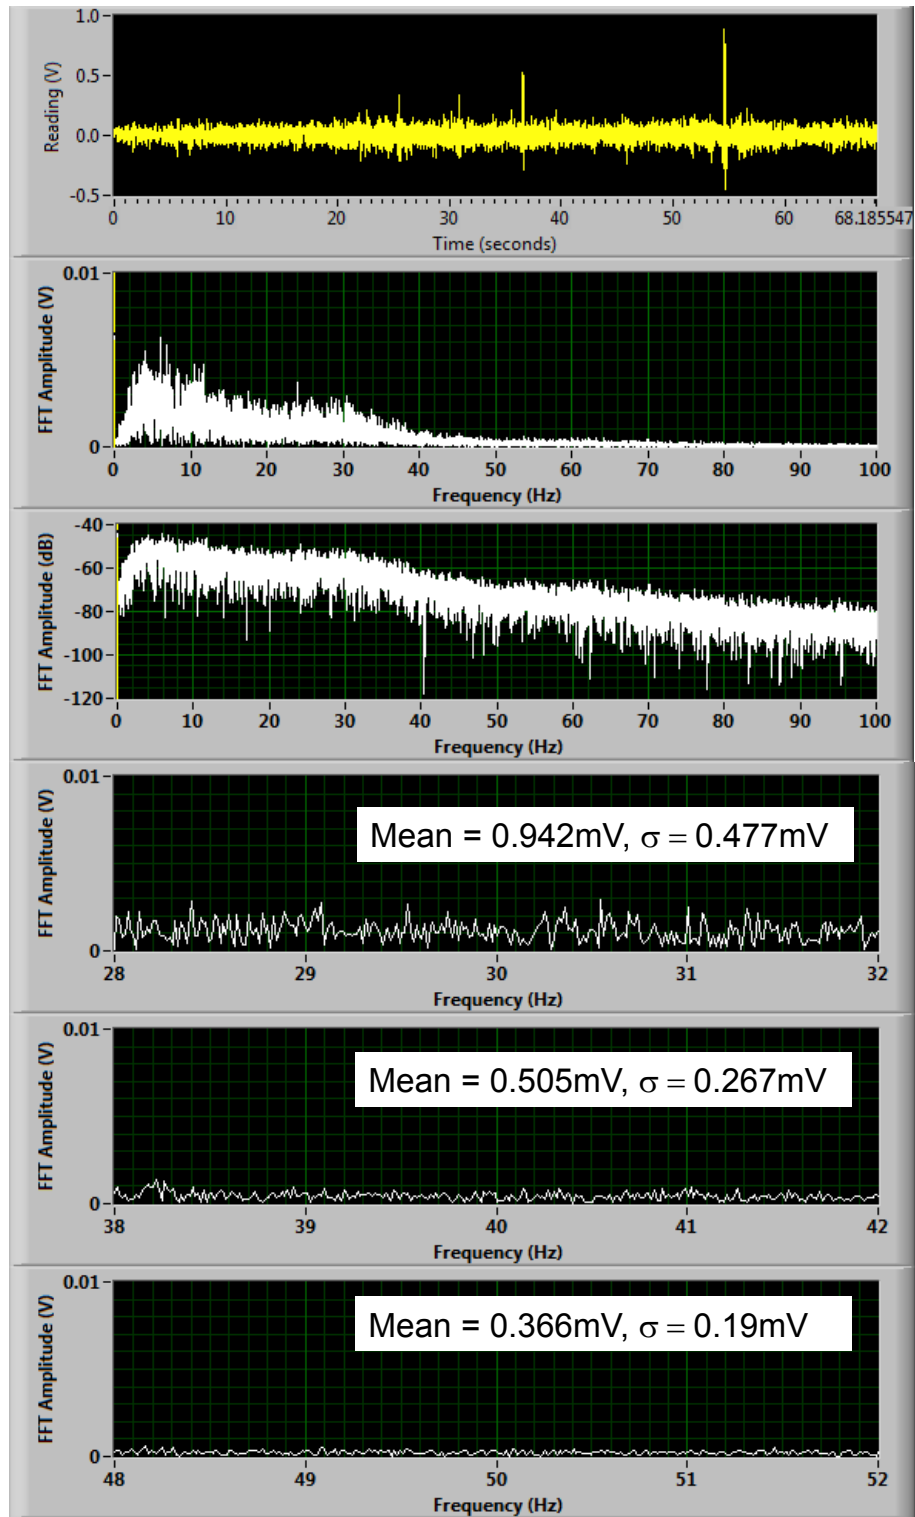 1.0
0.5
0.0
-0.5
Reading (V)
0 10 20 30 40 50 60 68.185547
Time (seconds)
0.01
0
FFT Amplitude (V)
0 10 20 30 40 50 60 70 80 90 100
Frequency (Hz)
-40
-60
-80
-100
-120
FFT Amplitude (dB)
0 10 20 30 40 50 60 70 80 90 100
Frequency (Hz)
0.01
0
FFT Amplitude (V)
Mean = 0.942mV, σ = 0.477mV
28 29 30 31 32
Frequency (Hz)
0.01
0
FFT Amplitude (V)
Mean = 0.505mV, σ = 0.267mV
38 39 40 41 42
Frequency (Hz)
0.01
0
FFT Amplitude (V)
Mean = 0.366mV, σ = 0.19mV
48 49 50 51 52
Frequency (Hz)